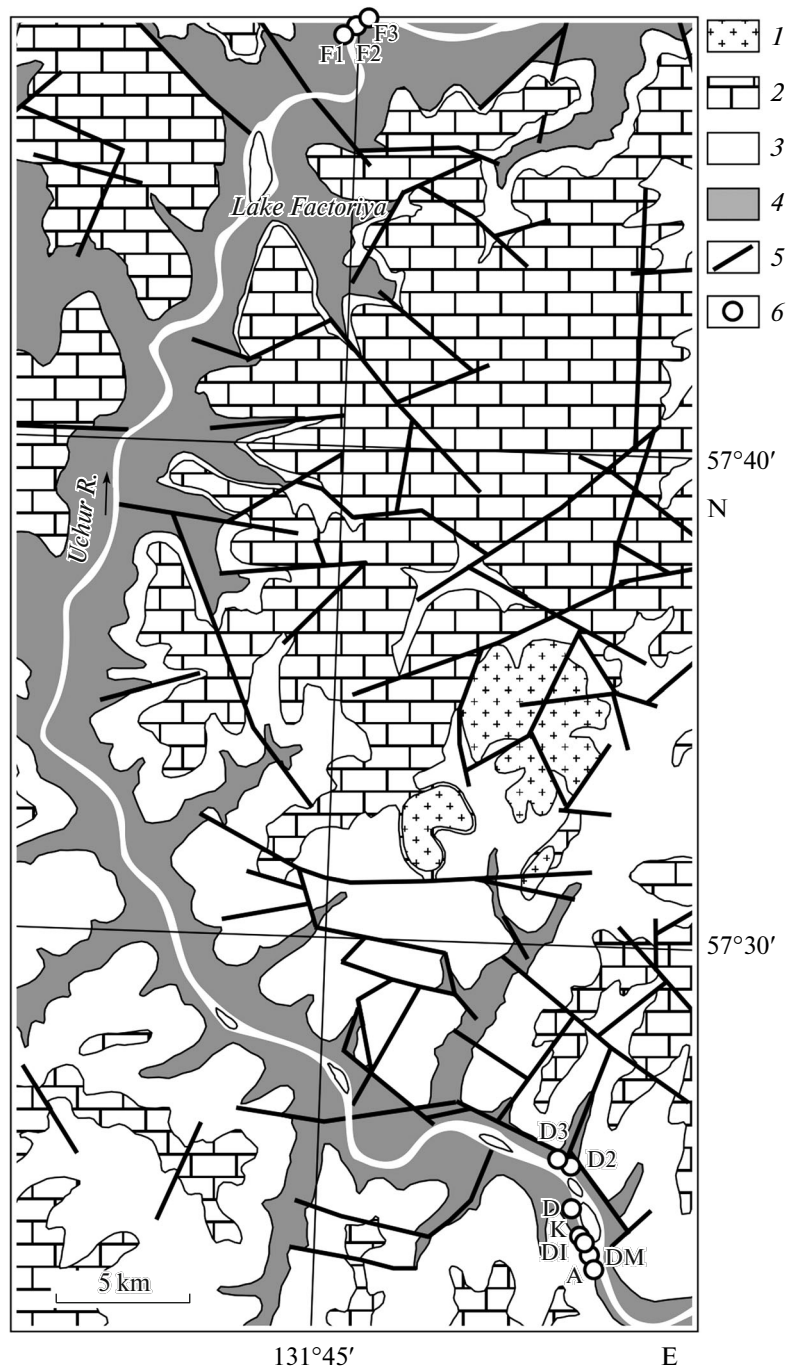 F1
F2
F3
1
2
3
4
5
6
Lake Factoriya
57°40′
N
Uchur R.
57°30′
D3
D2
D
K
DI
DM
A
5 km
131°45′
E